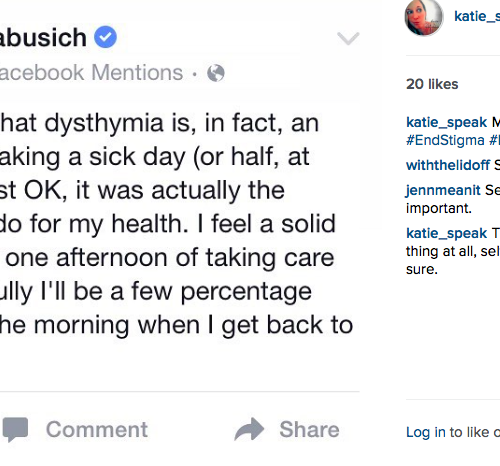 abusich
acebook Mentions ·
hat dysthymia is, in fact, an
aking a sick day (or half, at
st OK, it was actually the
do for my health. I feel a solid
one afternoon of taking care
ully I'll be a few percentage
he morning when I get back to
Comment Share
katie_s
20 likes
katie_speak M
#EndStigma #
withthelidoff S
jennmeanit Se
important.
katie_speak T
thing at all, sel
sure.
Log in to like o